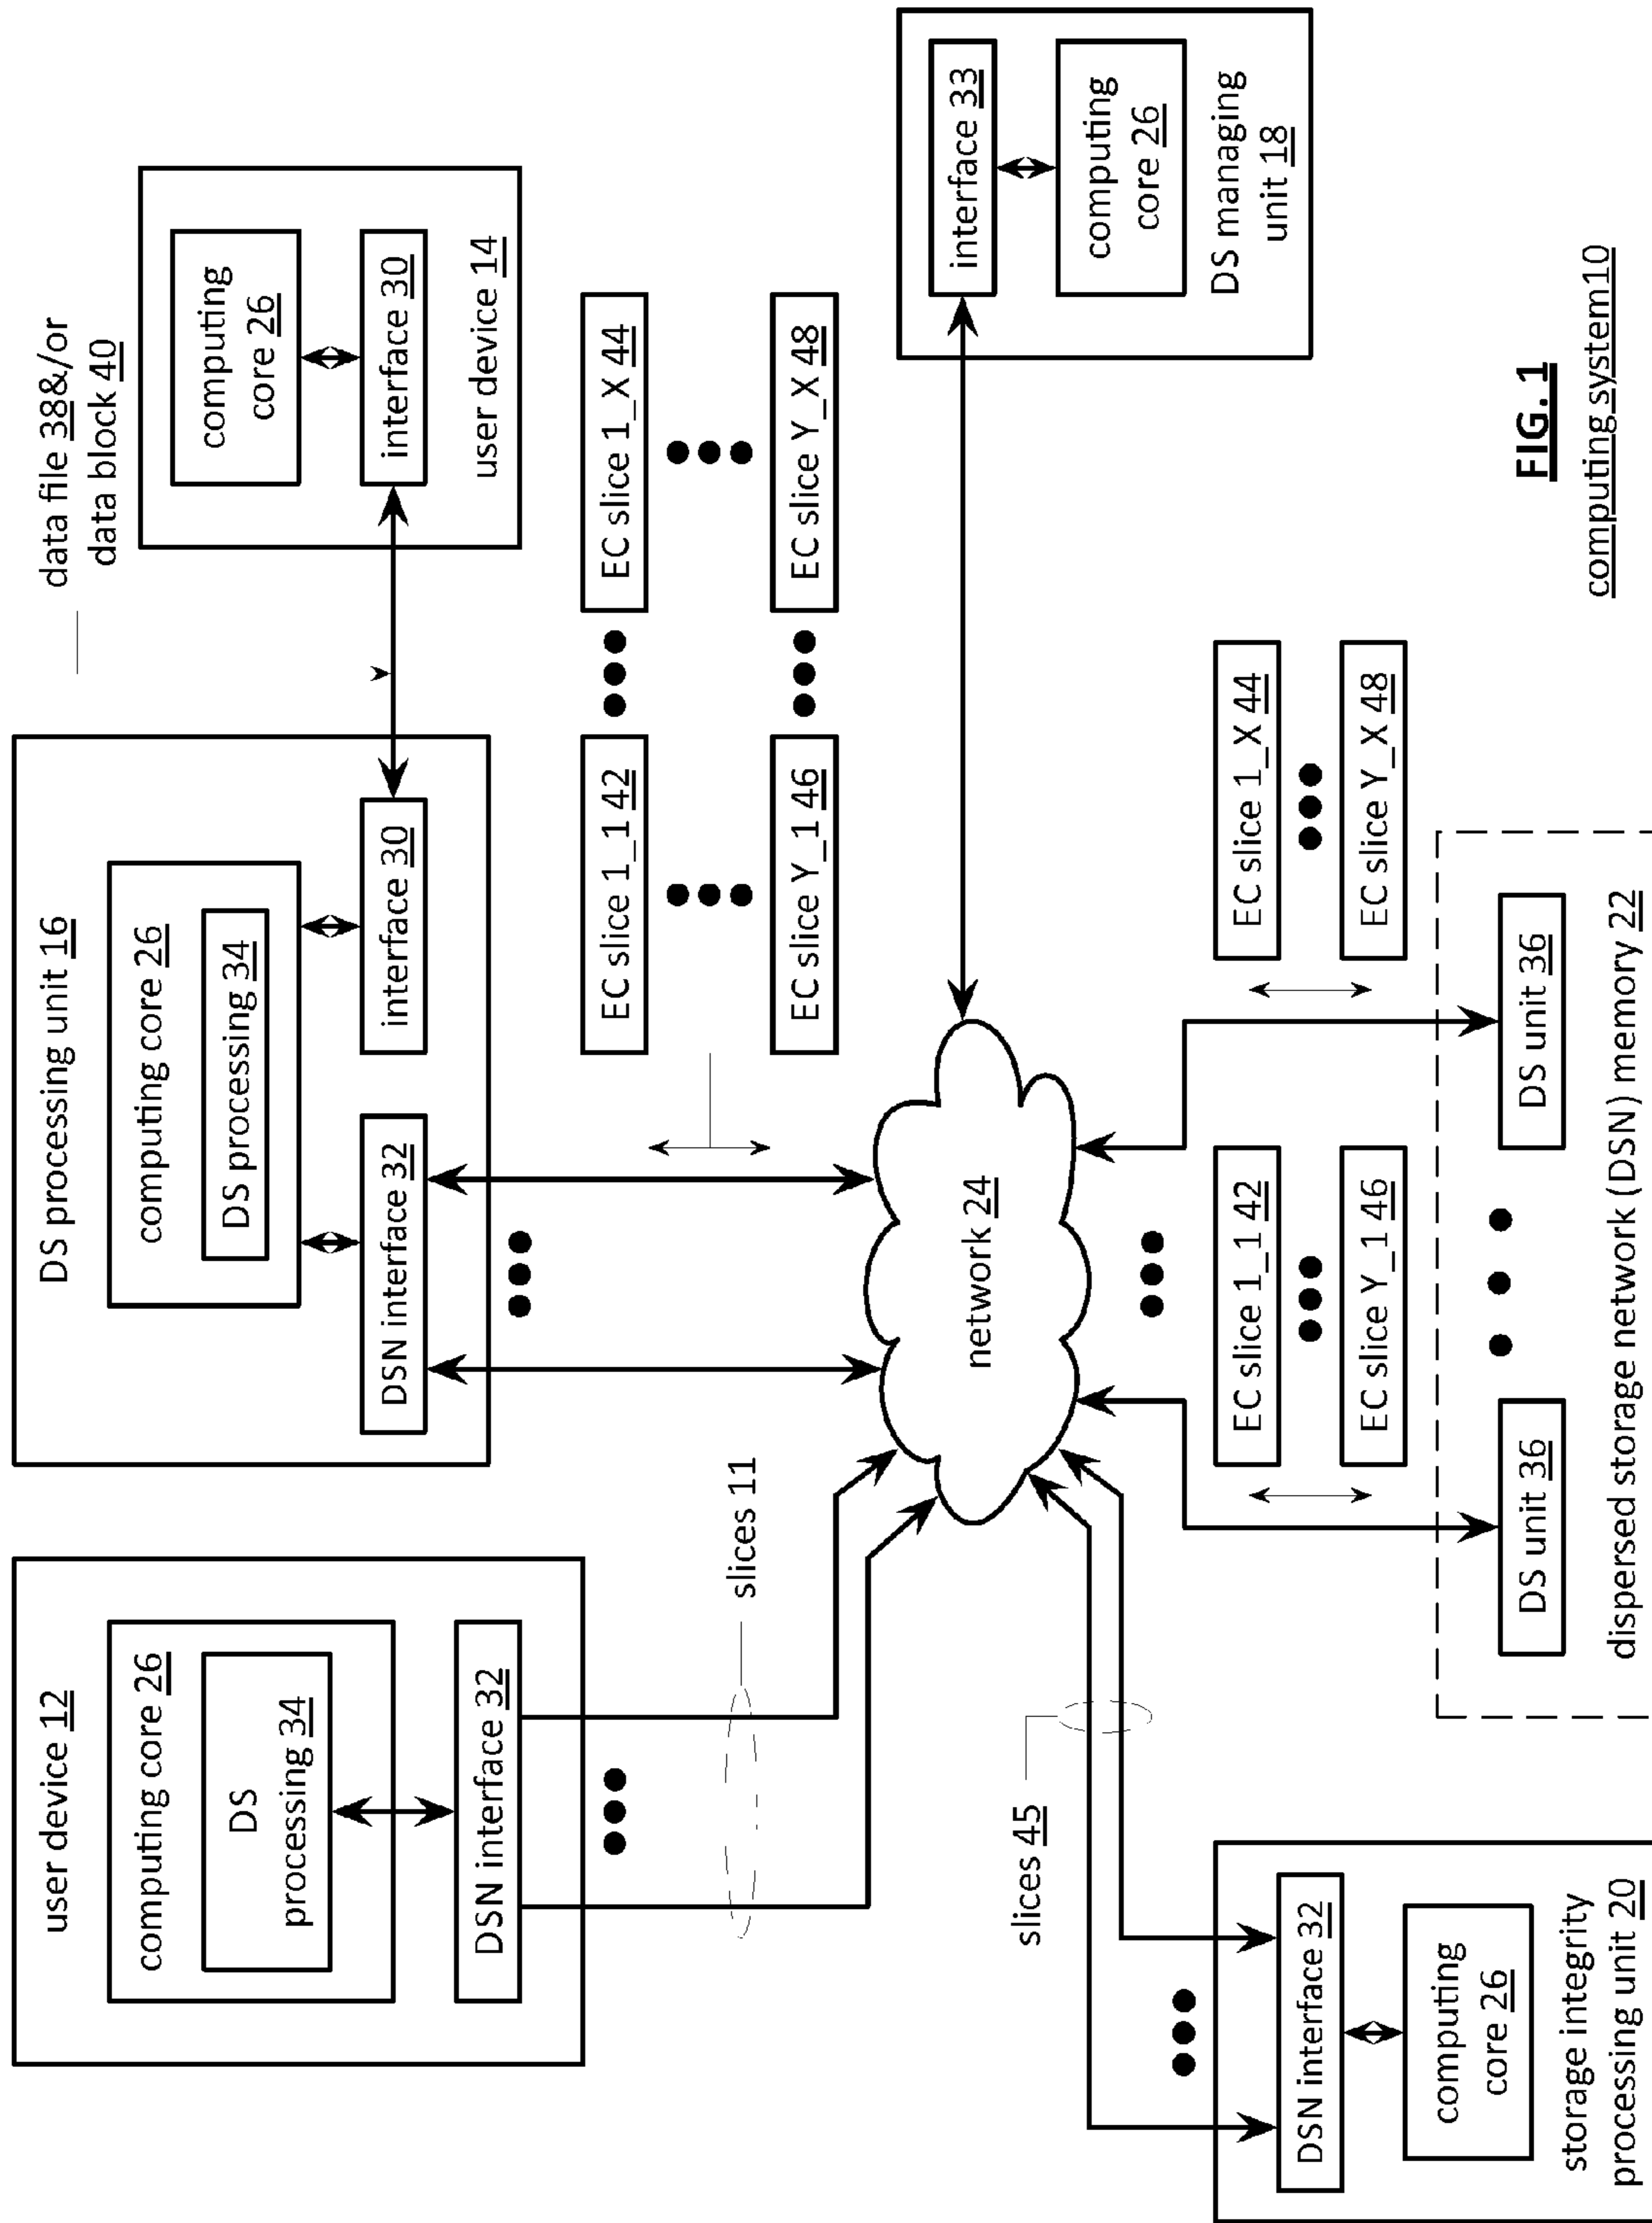 user device 12
computing core 26
DS
processing 34
DSN interface 32
slices 11
DS processing unit 16
computing core 26
DS processing 34
DSN interface 32
interface 30
data file 38&/or
data block 40
computing
core 26
interface 30
user device 14
EC slice 1_1 42
EC slice 1_X 44
EC slice Y_1 46
EC slice Y_X 48
network 24
interface 33
computing
core 26
DS managing
unit 18
slices 45
DSN interface 32
computing
core 26
storage integrity
processing unit 20
EC slice 1_1 42
EC slice Y_1 46
EC slice 1_X 44
EC slice Y_X 48
DS unit 36
DS unit 36
dispersed storage network (DSN) memory 22
FIG. 1
computing system10